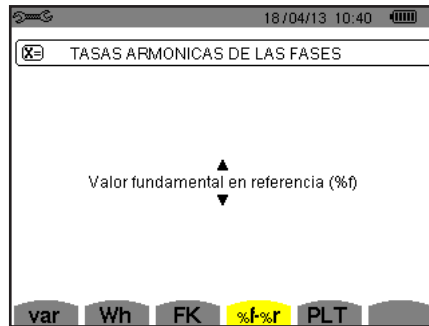 18/04/13 10:40
X= TASAS ARMONICAS DE LAS FASES
Valor fundamental en referencia (%f)
var Wh FK %f-%r PLT